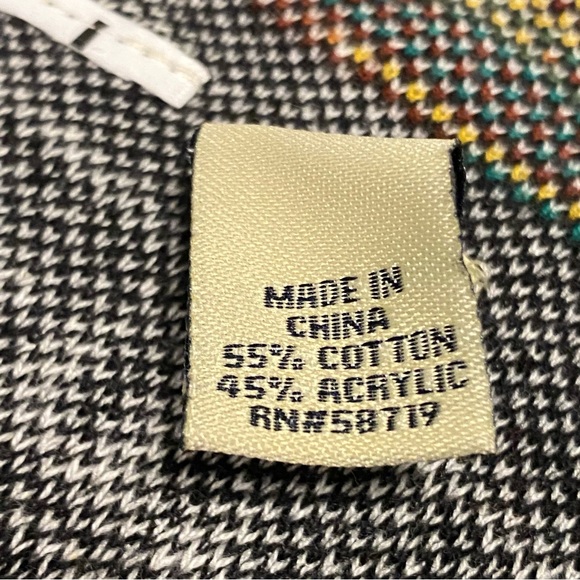 MADE IN
CHINA
55% COTTON
45% ACRYLIC
RN#58719